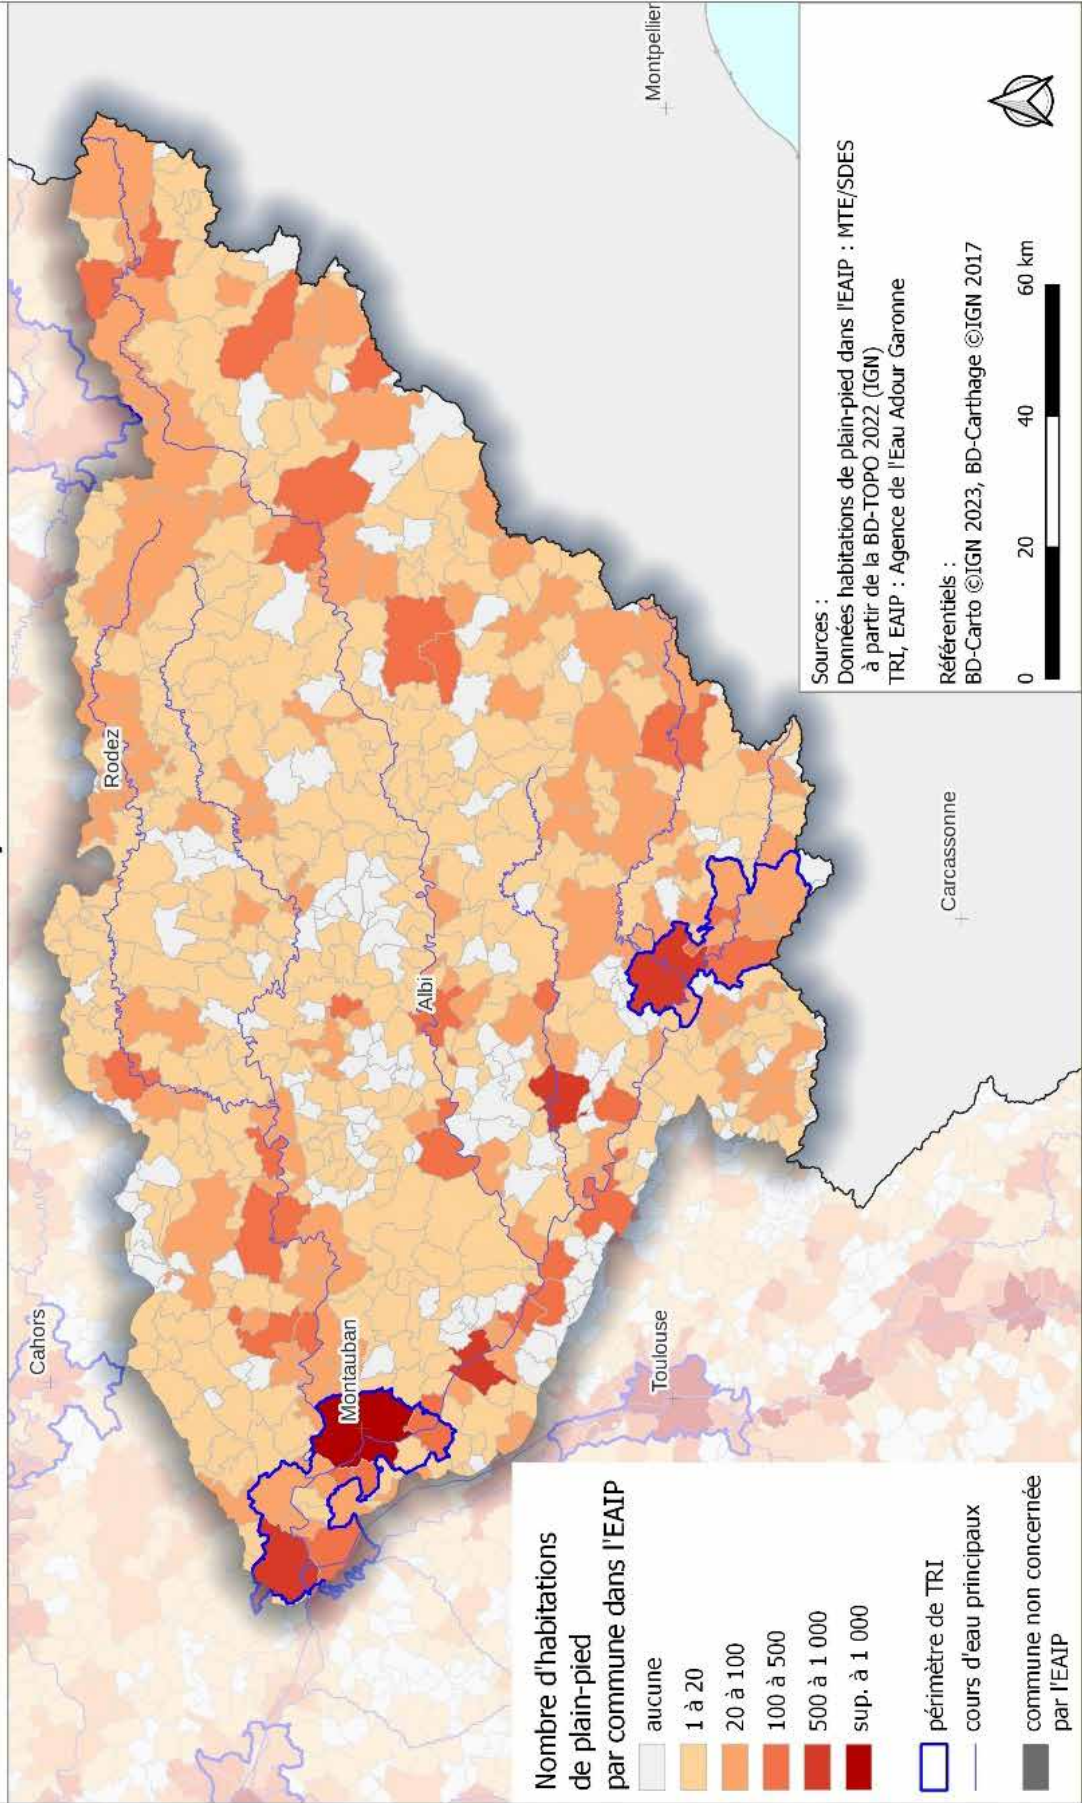 Cahors
Rodez
Montauban
Albi
Montpellier
Toulouse
Carcassonne
Nombre d'habitations
de plain-pied
par commune dans l'EAIP
aucune
1 à 20
20 à 100
100 à 500
500 à 1 000
sup. à 1 000
périmètre de TRI
cours d'eau principaux
commune non concernée
par l'EAIP
Sources :
Données habitations de plain-pied dans l'EAIP : MTE/SDES
à partir de la BD-TOPO 2022 (IGN)
TRI, EAIP : Agence de l'Eau Adour Garonne
Référentiels :
BD-Carto ©IGN 2023, BD-Carthage ©IGN 2017
0 20 40 60 km